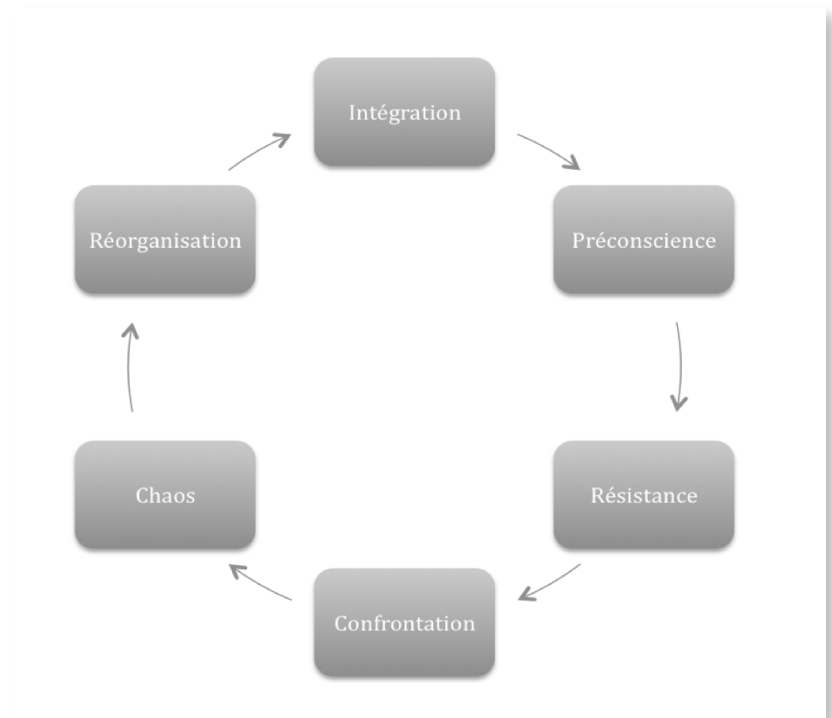 Intégration
Préconscience
Résistance
Confrontation
Chaos
Réorganisation